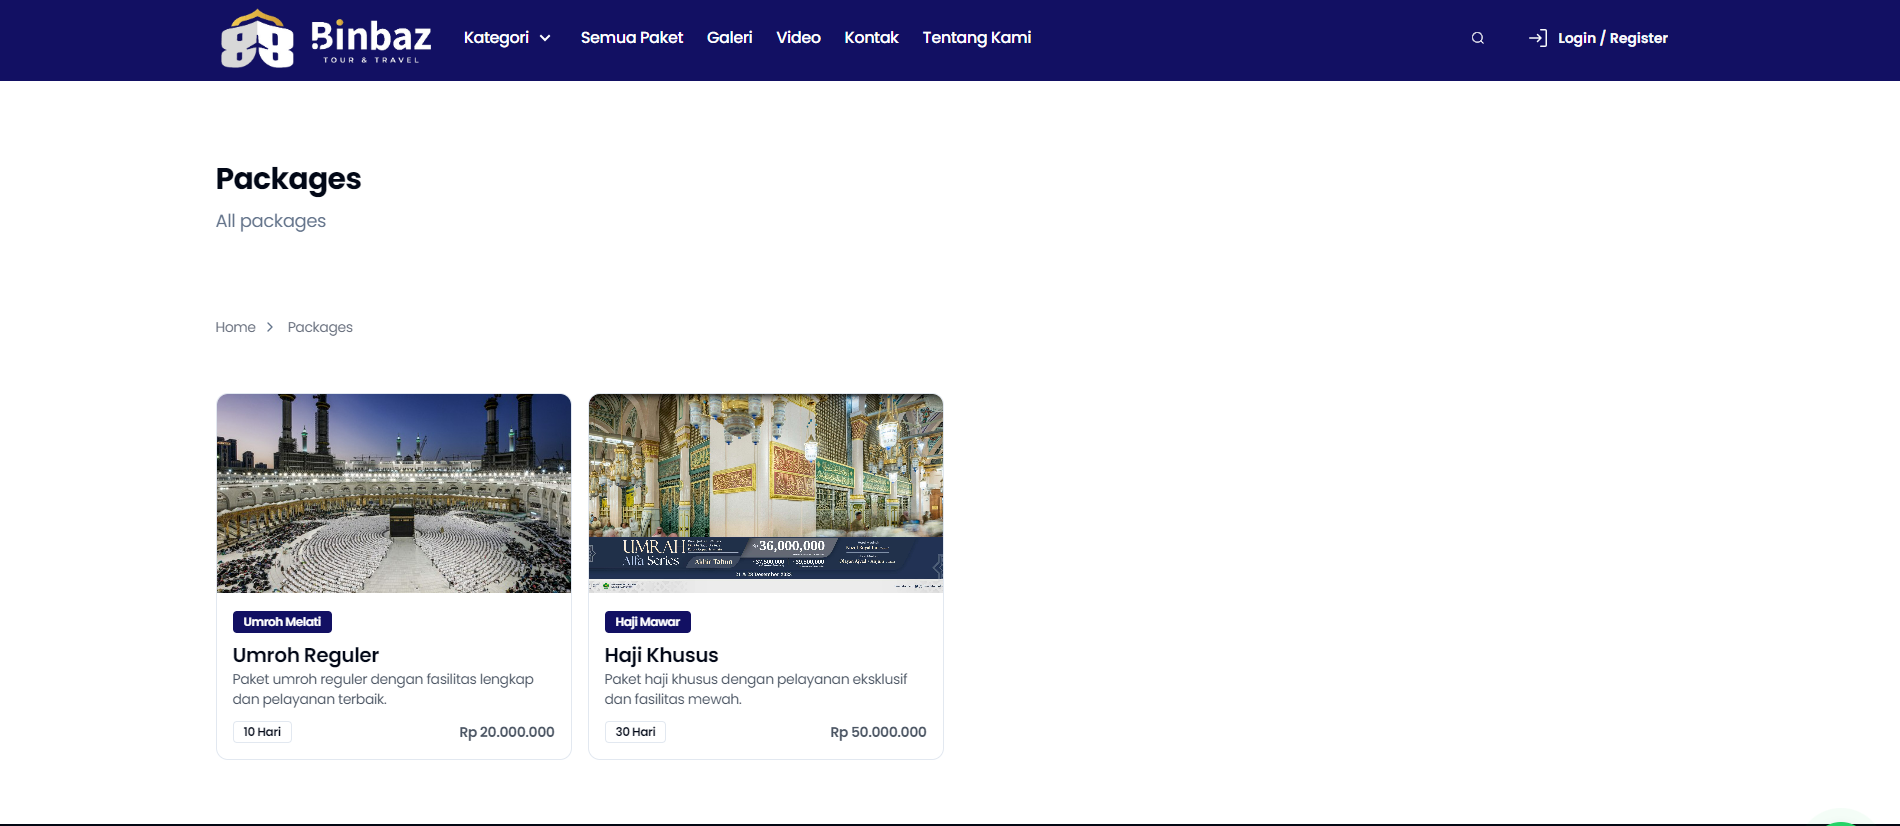 Binbaz
TOUR & TRAVEL
Kategori
Semua Paket
Galeri
Video
Kontak
Tentang Kami
Login / Register
Packages
All packages
Home
Packages
UMRAH
Alfa Series
Akhir Tahun
36,000,000
Umroh Melati
Umroh Reguler
Paket umroh reguler dengan fasilitas lengkap
dan pelayanan terbaik.
10 Hari
Rp 20.000.000
Haji Mawar
Haji Khusus
Paket haji khusus dengan pelayanan eksklusif
dan fasilitas mewah.
30 Hari
Rp 50.000.000